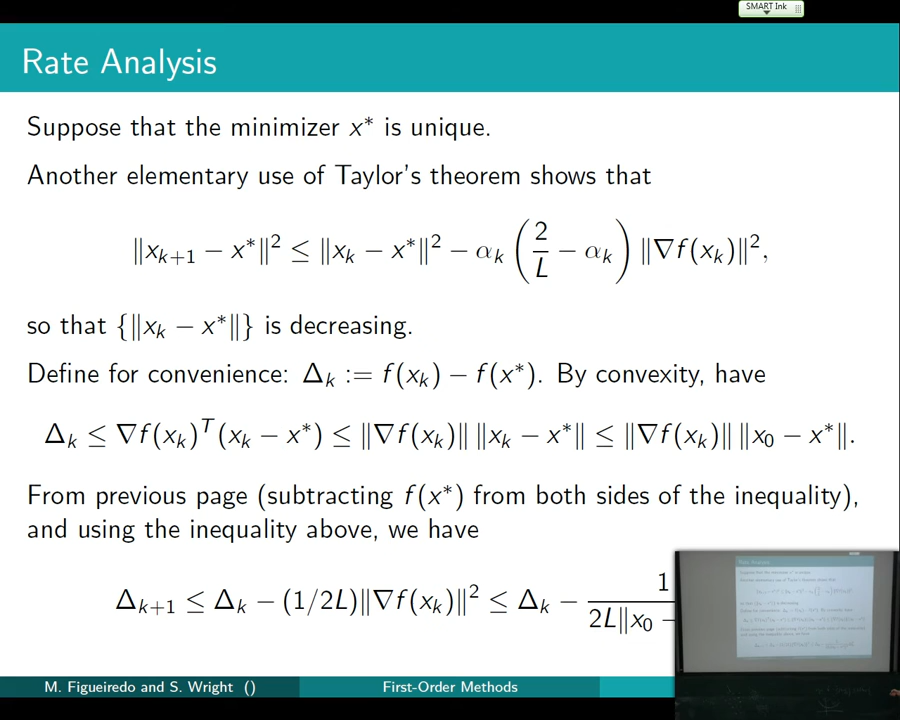 SMART Ink
Rate Analysis
Suppose that the minimizer x* is unique.
Another elementary use of Taylor's theorem shows that
‖x_{k+1} − x*‖² ≤ ‖x_k − x*‖² − α_k (2/L − α_k) ‖∇f(x_k)‖²,
so that {‖x_k − x*‖} is decreasing.
Define for convenience: Δ_k := f(x_k) − f(x*). By convexity, have
Δ_k ≤ ∇f(x_k)^T(x_k − x*) ≤ ‖∇f(x_k)‖ ‖x_k − x*‖ ≤ ‖∇f(x_k)‖ ‖x_0 − x*‖.
From previous page (subtracting f(x*) from both sides of the inequality),
and using the inequality above, we have
Δ_{k+1} ≤ Δ_k − (1/2L)‖∇f(x_k)‖² ≤ Δ_k − 1/2L‖x_0 −
M. Figueiredo and S. Wright ()
First-Order Methods